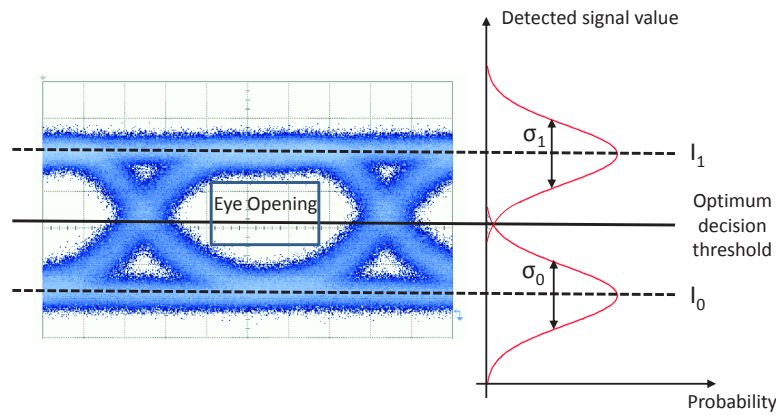 Detected signal value
σ₁
I₁
Eye Opening
Optimum
decision
threshold
σ₀
I₀
Probability